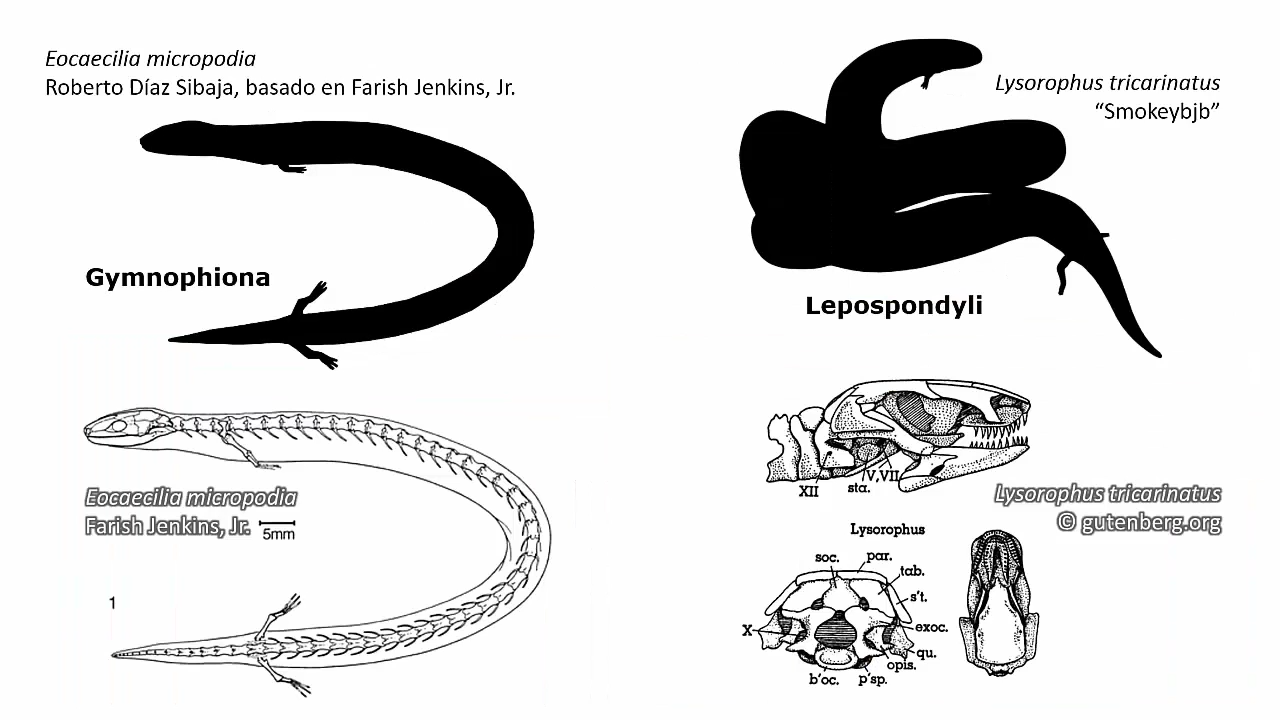 Eocaecilia micropodia
Roberto Díaz Sibaja, basado en Farish Jenkins, Jr.
Gymnophiona
Eocaecilia micropodia
Farish Jenkins, Jr.
5mm
1
Lysorophus tricarinatus
“Smokeybjb”
Lepospondyli
XII
sta.
V,VII
Lysorophus tricarinatus
© gutenberg.org
Lysorophus
soc.
par.
tab.
s't.
X
exoc.
qu.
opis.
b'oc.
p'sp.